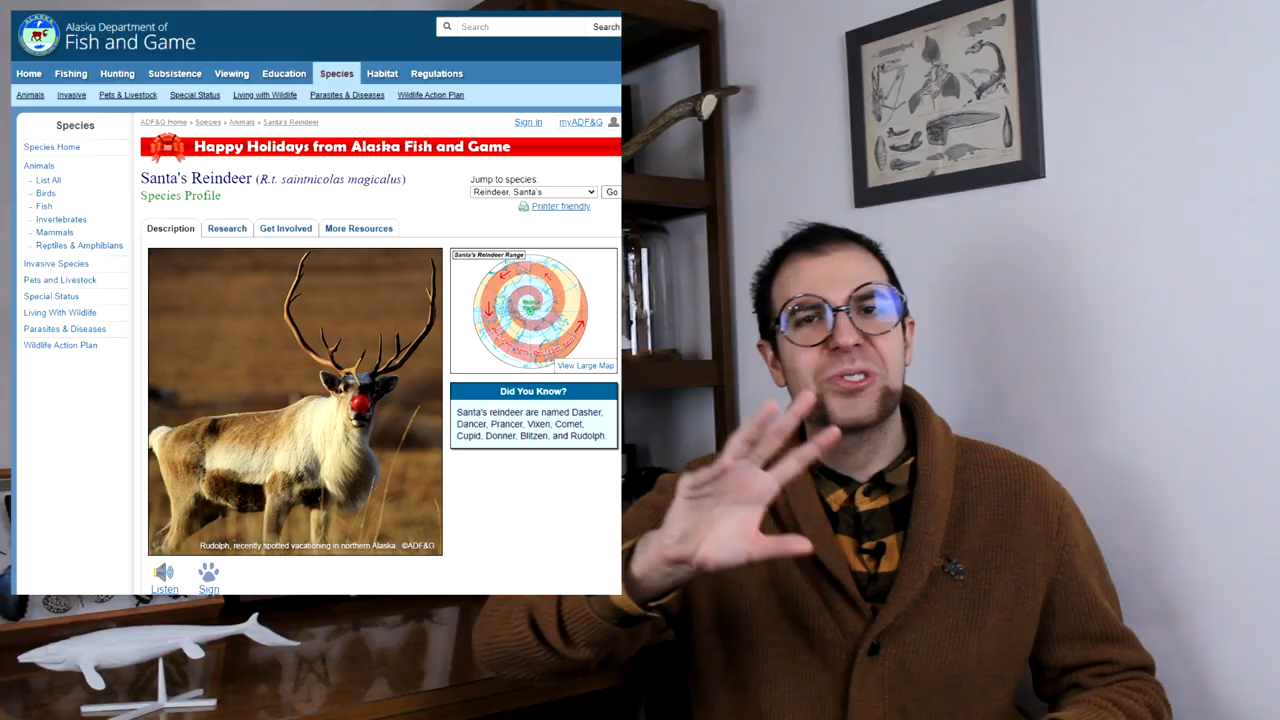 Alaska Department of
Fish and Game
Search Search
Home Fishing Hunting Subsistence Viewing Education Species Habitat Regulations
Animals Invasive Pets & Livestock Special Status Living with Wildlife Parasites & Diseases Wildlife Action Plan
Species
Species Home
Animals
- List All
- Birds
- Fish
- Invertebrates
- Mammals
- Reptiles & Amphibians
Invasive Species
Pets and Livestock
Special Status
Living With Wildlife
Parasites & Diseases
Wildlife Action Plan
ADF&G Home » Species » Animals » Santa's Reindeer
Sign in myADF&G
Happy Holidays from Alaska Fish and Game
Santa's Reindeer (R.t. saintnicolas magicalus)
Species Profile
Jump to species:
Reindeer, Santa's Go
Printer friendly
Description Research Get Involved More Resources
Rudolph, recently spotted vacationing in northern Alaska. ©ADF&G
Santa's Reindeer Range
View Large Map
Did You Know?
Santa's reindeer are named Dasher,
Dancer, Prancer, Vixen, Comet,
Cupid, Donner, Blitzen, and Rudolph.
Listen Sign